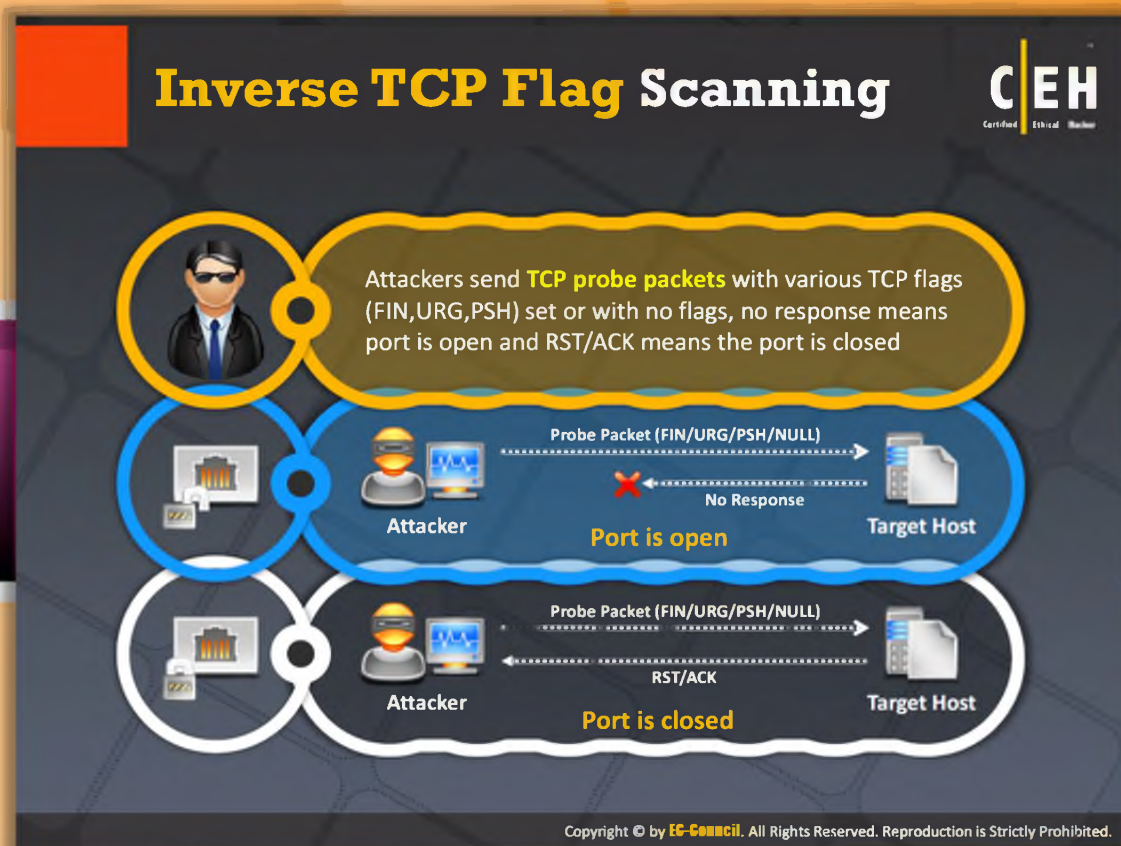 Inverse TCP Flag Scanning
C EH
Certified Ethical Hacker
Attackers send TCP probe packets with various TCP flags
(FIN,URG,PSH) set or with no flags, no response means
port is open and RST/ACK means the port is closed
Probe Packet (FIN/URG/PSH/NULL)
No Response
Attacker
Target Host
Port is open
Probe Packet (FIN/URG/PSH/NULL)
RST/ACK
Attacker
Target Host
Port is closed
Copyright © by EC-Council. All Rights Reserved. Reproduction is Strictly Prohibited.